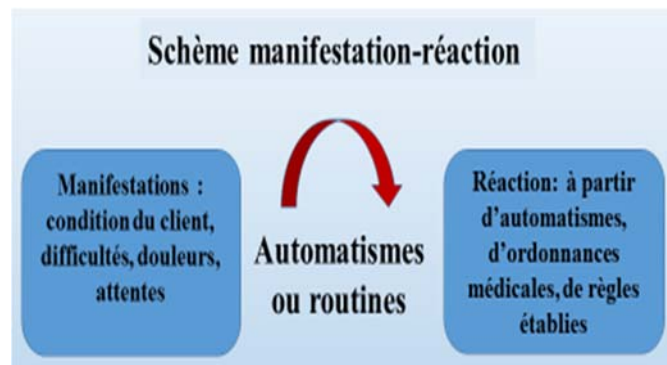 Schème manifestation-réaction
Manifestations :
condition du client,
difficultés, douleurs,
attentes
Automatismes
ou routines
Réaction: à partir
d'automatismes,
d'ordonnances
médicales, de règles
établies